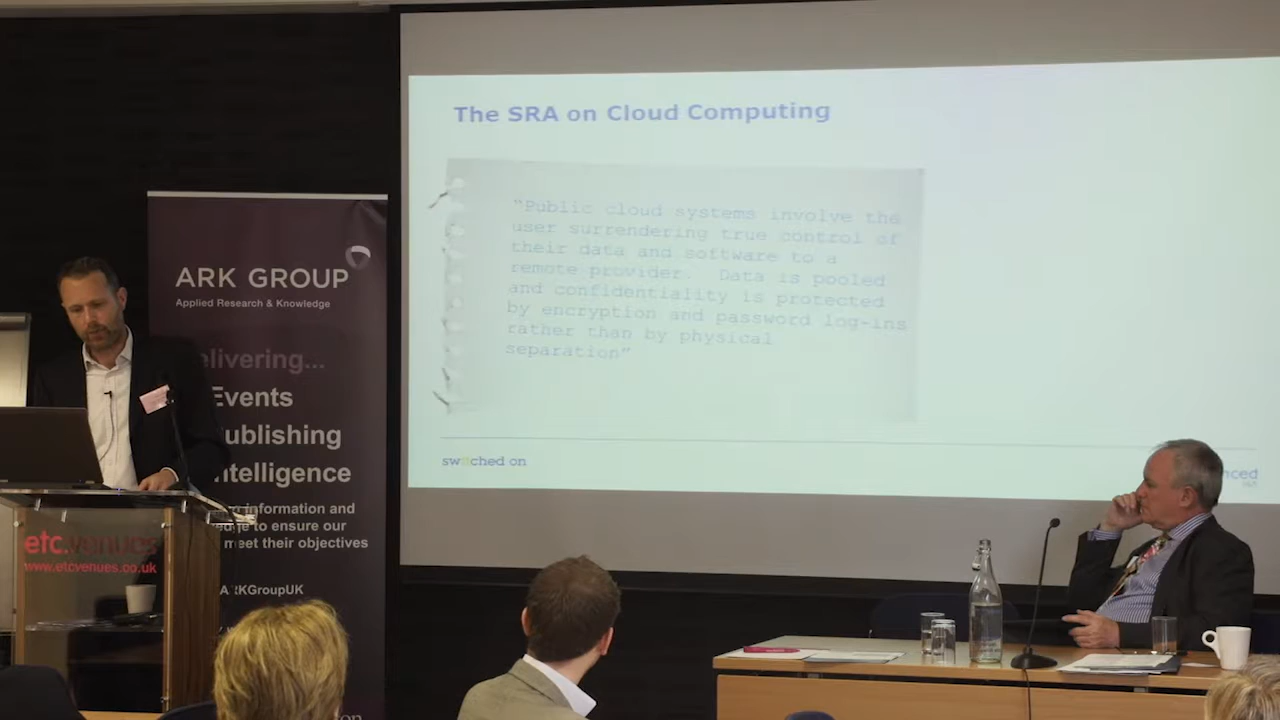 The SRA on Cloud Computing
"Public cloud systems involve the
user surrendering true control of
their data and software to a
remote provider. Data is pooled
and confidentiality is protected
by encryption and password log-ins
rather than by physical
separation"
switched on
nced
ARK GROUP
Applied Research & Knowledge
elivering...
Events
ublishing
ntelligence
information and
to ensure our
meet their objectives
ARKGroupUK
etc.venues
www.etcvenues.co.uk